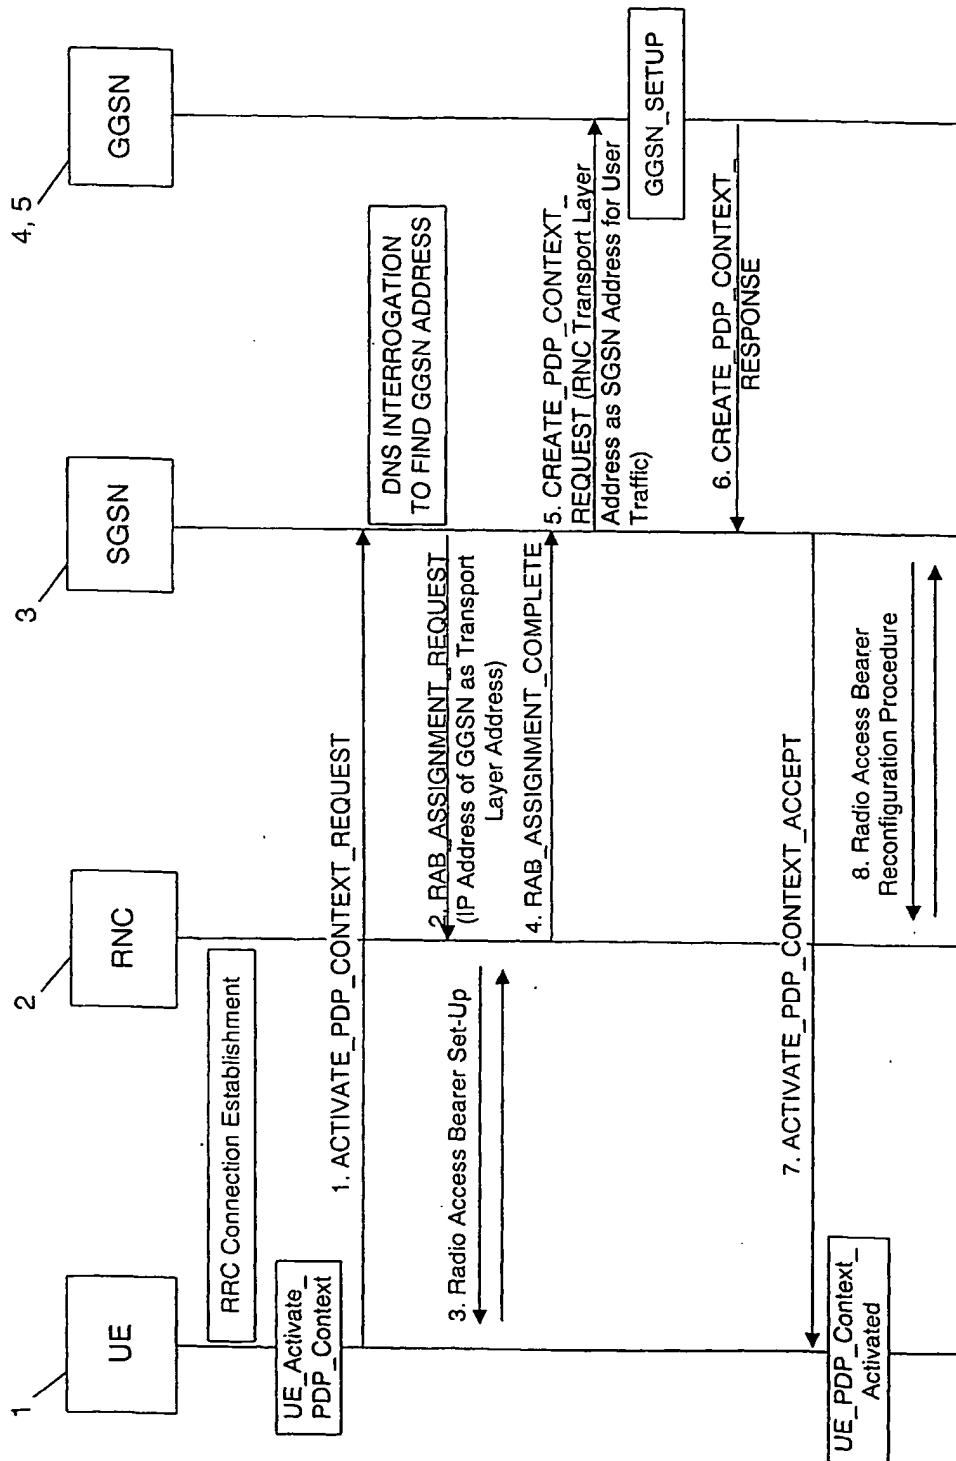 1
UE
2
RNC
3
SGSN
4, 5
GGSN
RRC Connection Establishment
UE_Activate_
PDP_Context
1. ACTIVATE_PDP_CONTEXT_REQUEST
DNS INTERROGATION
TO FIND GGSN ADDRESS
2. RAB_ASSIGNMENT_REQUEST
(IP Address of GGSN as Transport
Layer Address)
3. Radio Access Bearer Set-Up
4. RAB_ASSIGNMENT_COMPLETE
5. CREATE_PDP_CONTEXT_
REQUEST (RNC Transport Layer
Address as SGSN Address for User
Traffic)
GGSN_SETUP
6. CREATE_PDP_CONTEXT_
RESPONSE
7. ACTIVATE_PDP_CONTEXT_ACCEPT
UE_PDP_Context_
Activated
8. Radio Access Bearer
Reconfiguration Procedure